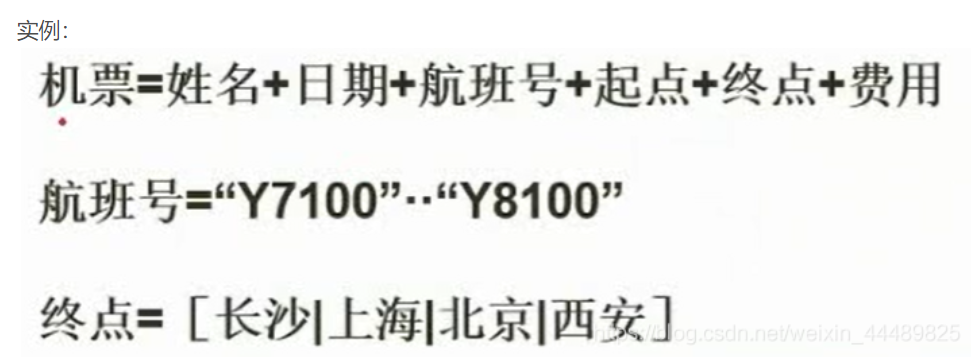 实例：
机票=姓名+日期+航班号+起点+终点+费用
航班号=“Y7100”··“Y8100”
终点=［长沙|上海|北京|西安］
https://blog.csdn.net/weixin_44489825